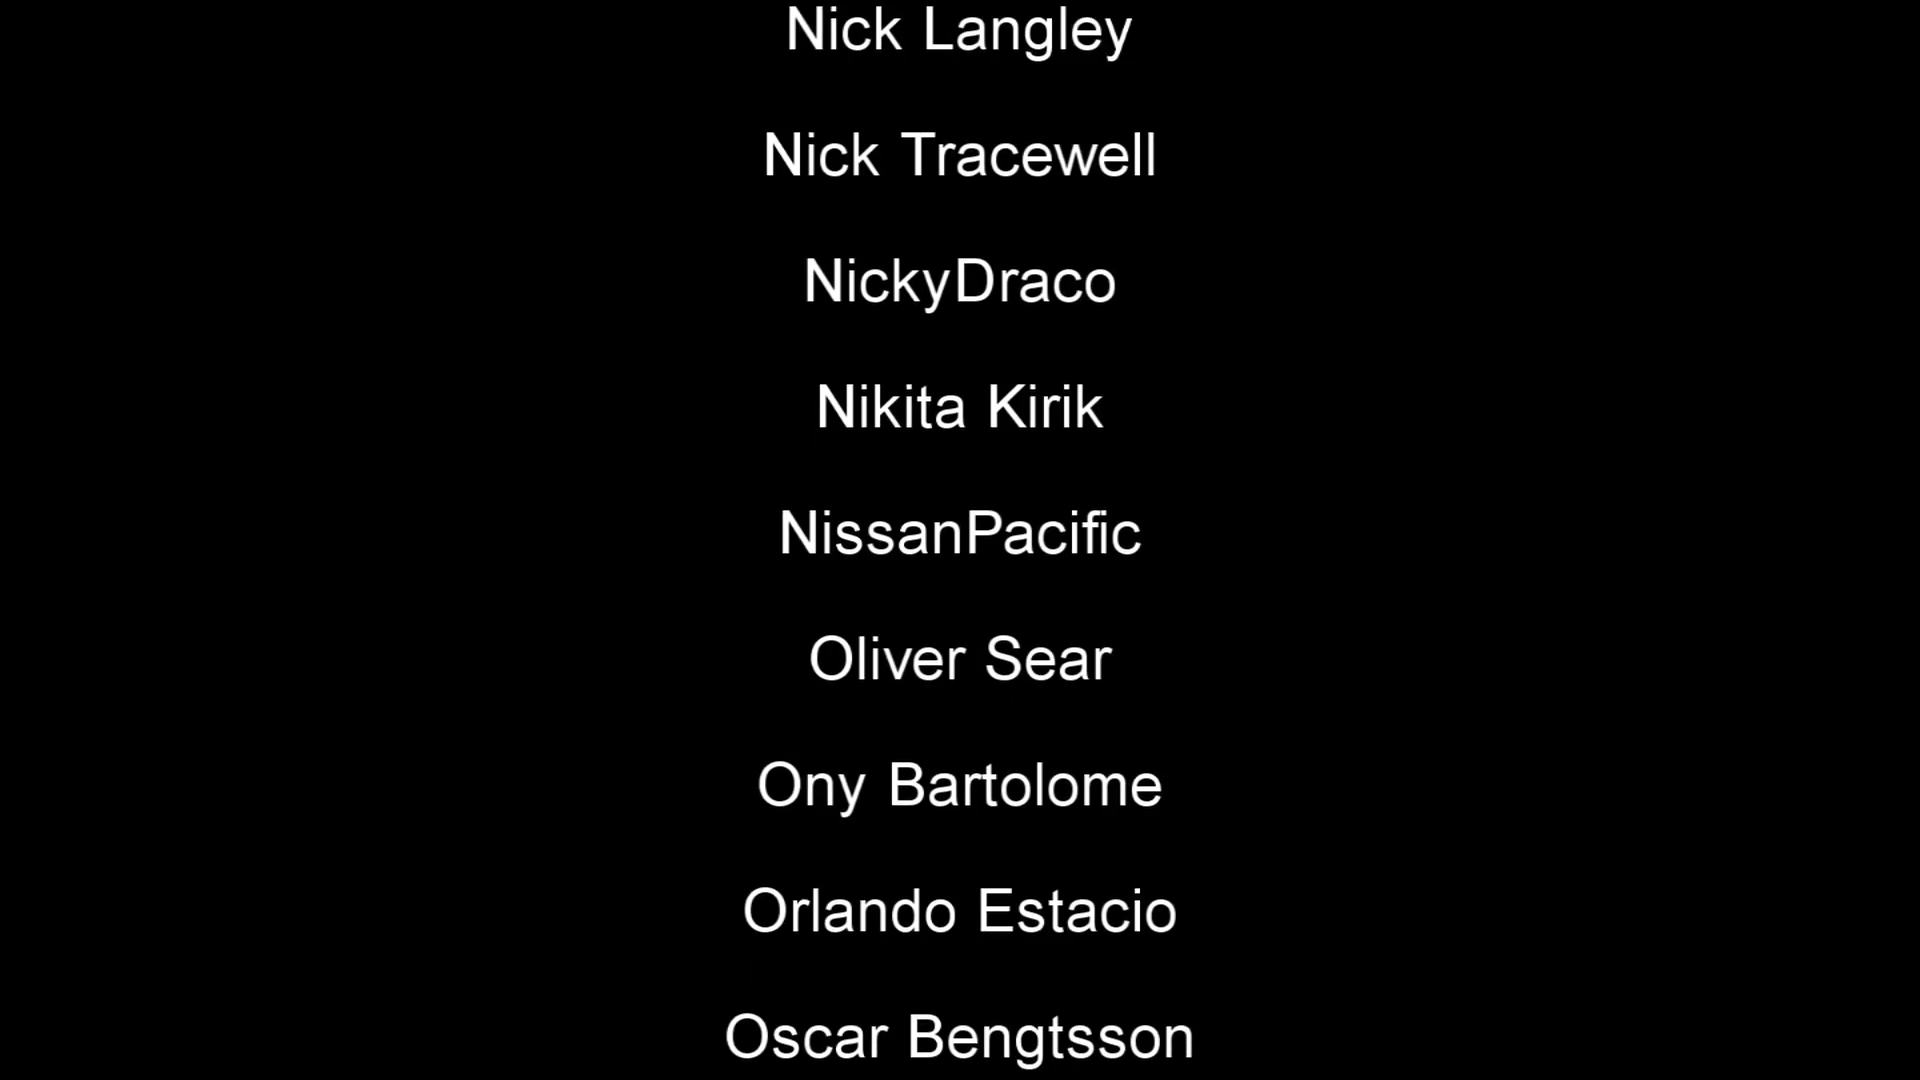 Nick Langley
Nick Tracewell
NickyDraco
Nikita Kirik
NissanPacific
Oliver Sear
Ony Bartolome
Orlando Estacio
Oscar Bengtsson